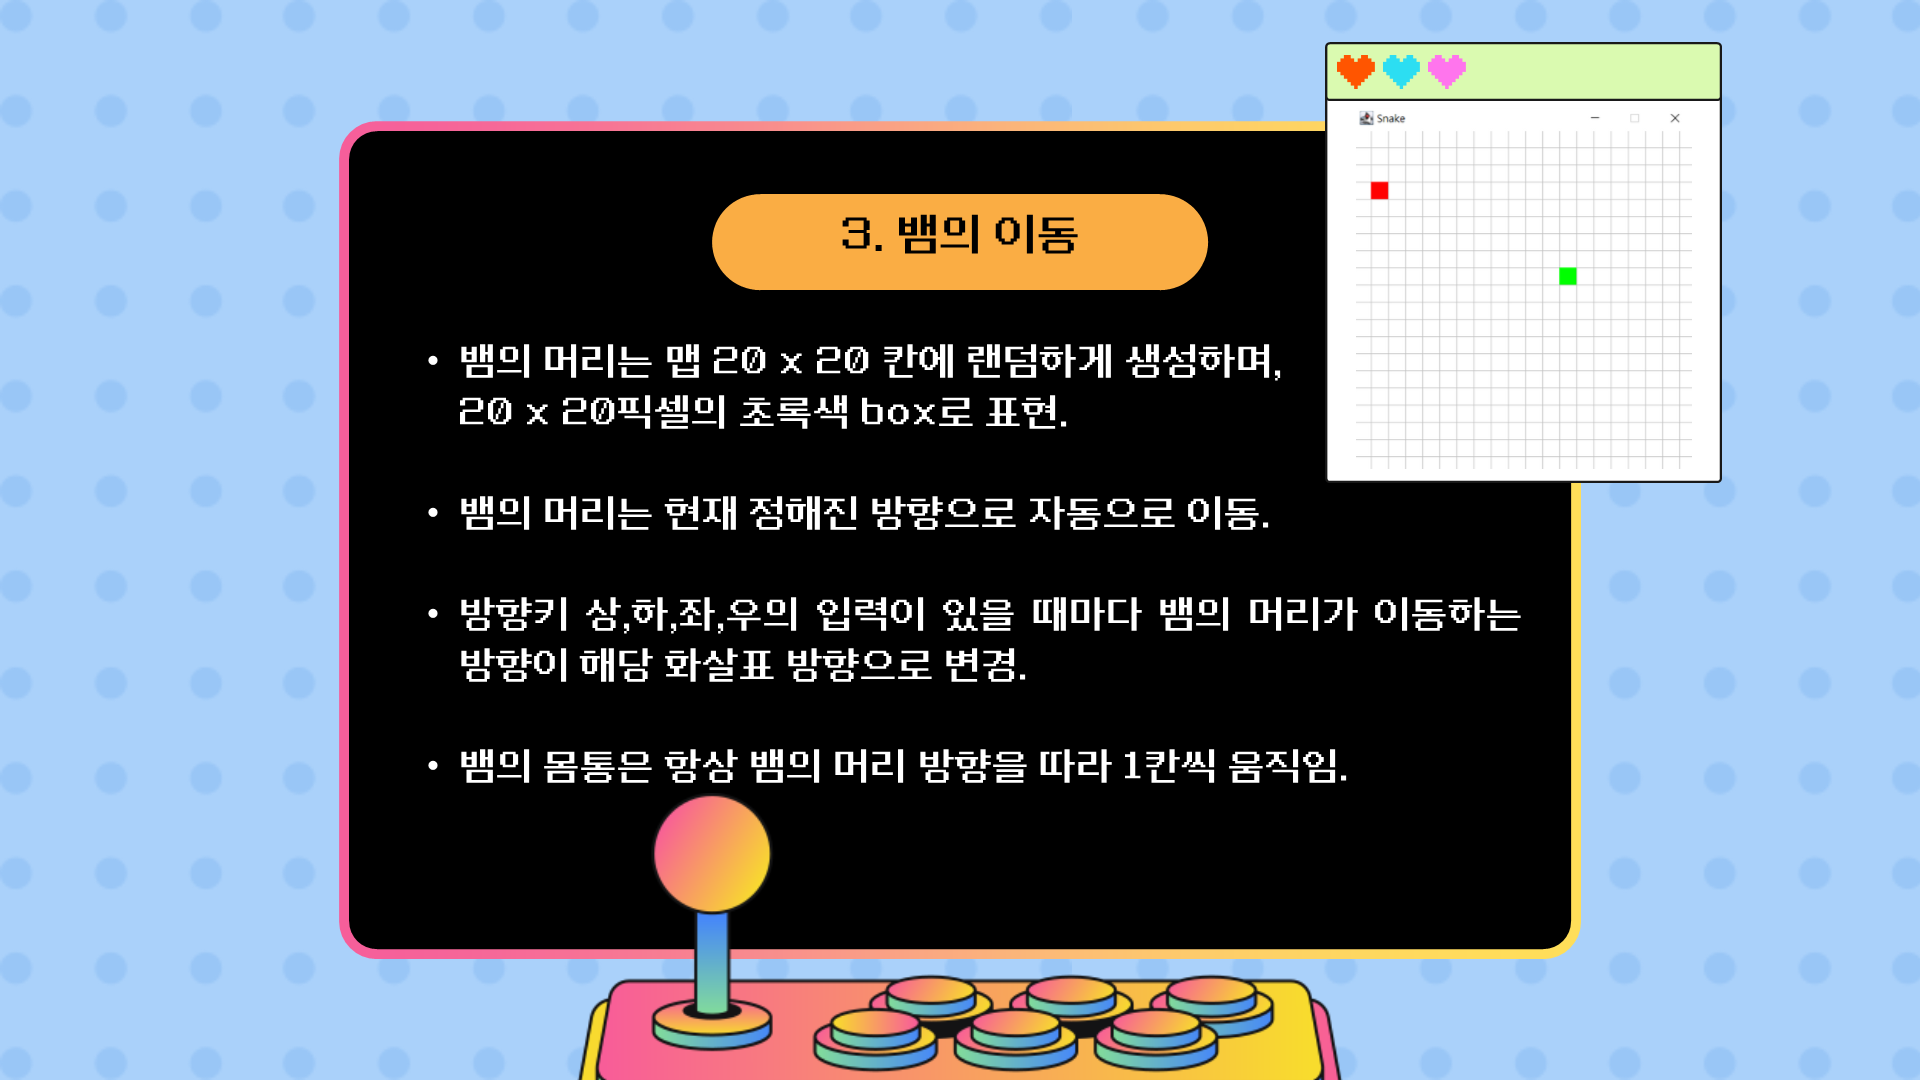 Snake
3. 뱀의 이동
• 뱀의 머리는 맵 20 x 20 칸에 랜덤하게 생성하며,
20 x 20픽셀의 초록색 box로 표현.
• 뱀의 머리는 현재 정해진 방향으로 자동으로 이동.
• 방향키 상,하,좌,우의 입력이 있을 때마다 뱀의 머리가 이동하는
방향이 해당 화살표 방향으로 변경.
• 뱀의 몸통은 항상 뱀의 머리 방향을 따라 1칸씩 움직임.